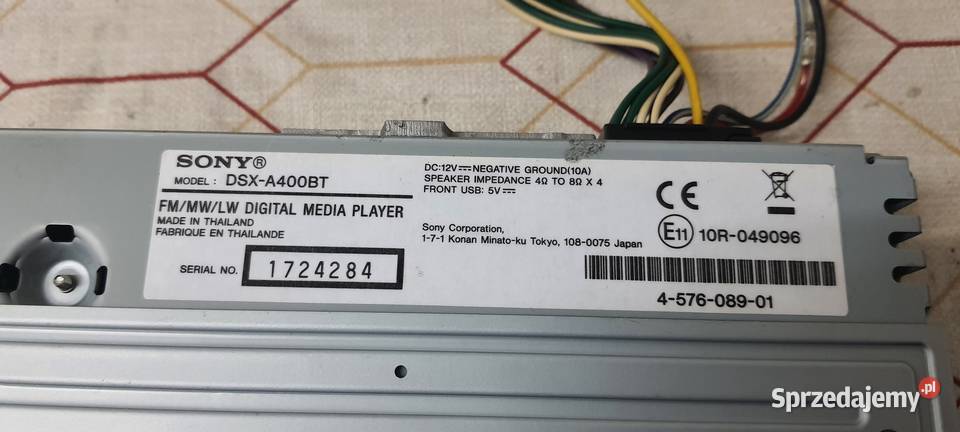 SONY®
MODEL : DSX-A400BT
FM/MW/LW DIGITAL MEDIA PLAYER
MADE IN THAILAND
FABRIQUE EN THAILANDE
SERIAL NO. 1724284
DC:12V⎓NEGATIVE GROUND(10A)
SPEAKER IMPEDANCE 4Ω TO 8Ω X 4
FRONT USB: 5V⎓
Sony Corporation,
1-7-1 Konan Minato-ku Tokyo, 108-0075 Japan
CE
E11 10R-049096
4-576-089-01
Sprzedajemy.pl